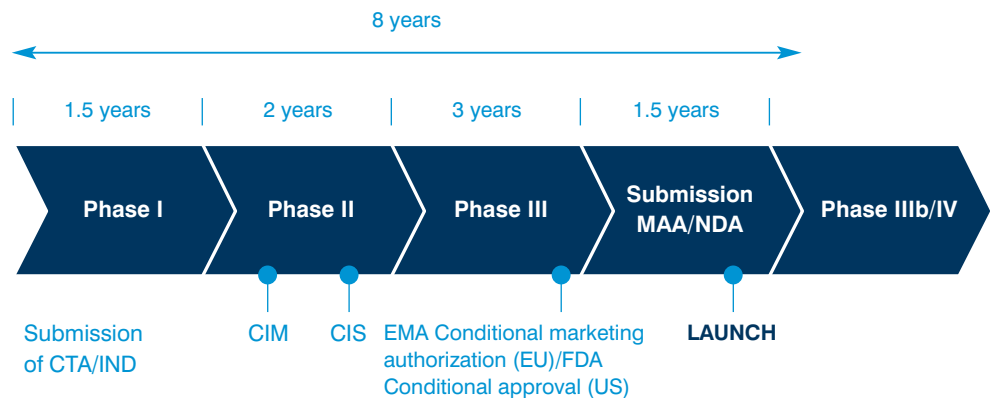 8 years
1.5 years
2 years
3 years
1.5 years
Phase I
Phase II
Phase III
Submission
MAA/NDA
Phase IIIb/IV
Submission
of CTA/IND
CIM
CIS
EMA Conditional marketing
authorization (EU)/FDA
Conditional approval (US)
LAUNCH